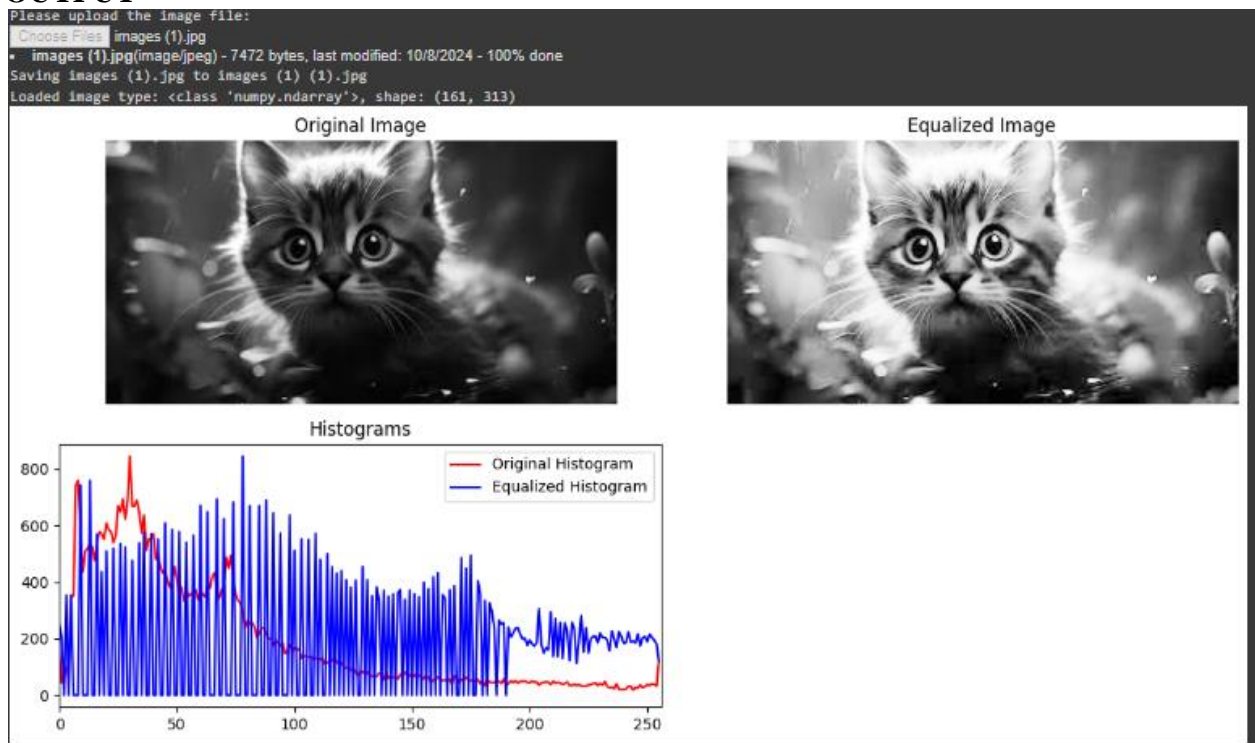 OUTPUT
Please upload the image file:
Choose Files images (1).jpg
• images (1).jpg(image/jpeg) - 7472 bytes, last modified: 10/8/2024 - 100% done
Saving images (1).jpg to images (1) (1).jpg
Loaded image type: <class 'numpy.ndarray'>, shape: (161, 313)
Original Image
Equalized Image
Histograms
Original Histogram
Equalized Histogram
800
600
400
200
0
0 50 100 150 200 250